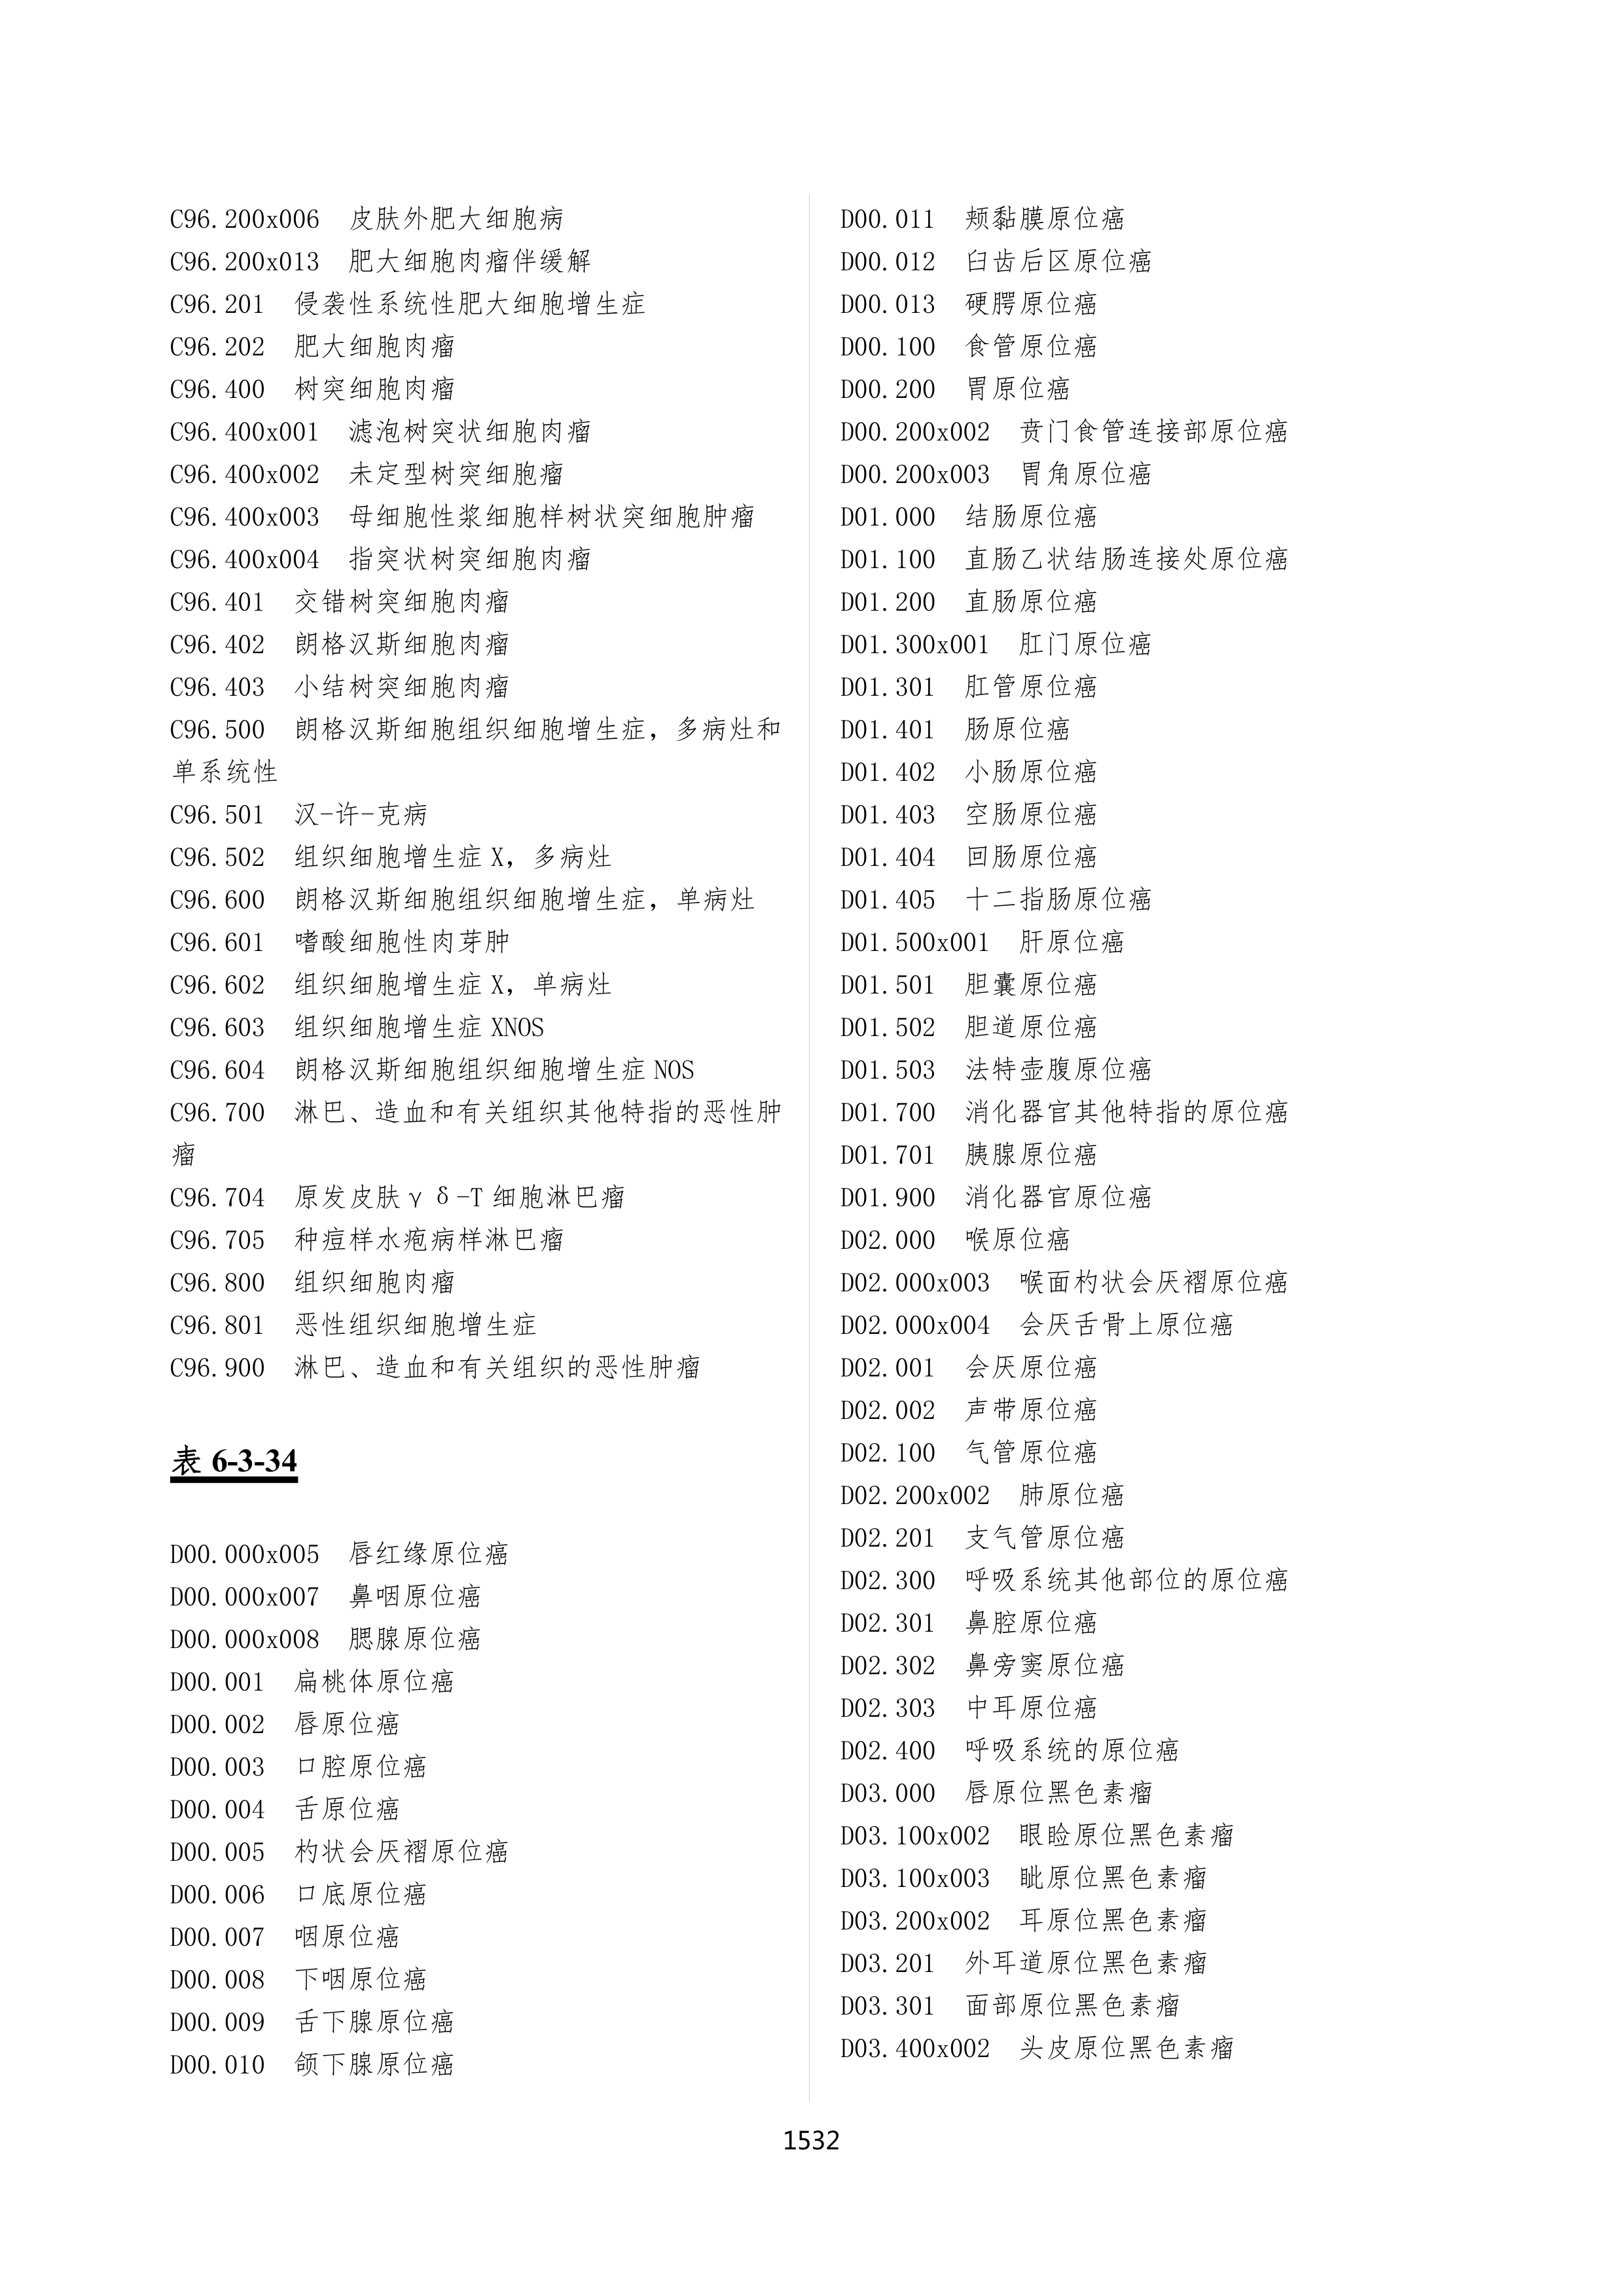 C96.200x006 皮肤外肥大细胞病
C96.200x013 肥大细胞肉瘤伴缓解
C96.201 侵袭性系统性肥大细胞增生症
C96.202 肥大细胞肉瘤
C96.400 树突细胞肉瘤
C96.400x001 滤泡树突状细胞肉瘤
C96.400x002 未定型树突细胞瘤
C96.400x003 母细胞性浆细胞样树状突细胞肿瘤
C96.400x004 指突状树突细胞肉瘤
C96.401 交错树突细胞肉瘤
C96.402 朗格汉斯细胞肉瘤
C96.403 小结树突细胞肉瘤
C96.500 朗格汉斯细胞组织细胞增生症，多病灶和
单系统性
C96.501 汉-许-克病
C96.502 组织细胞增生症 X，多病灶
C96.600 朗格汉斯细胞组织细胞增生症，单病灶
C96.601 嗜酸细胞性肉芽肿
C96.602 组织细胞增生症 X，单病灶
C96.603 组织细胞增生症 XNOS
C96.604 朗格汉斯细胞组织细胞增生症 NOS
C96.700 淋巴、造血和有关组织其他特指的恶性肿
瘤
C96.704 原发皮肤γδ-T 细胞淋巴瘤
C96.705 种痘样水疱病样淋巴瘤
C96.800 组织细胞肉瘤
C96.801 恶性组织细胞增生症
C96.900 淋巴、造血和有关组织的恶性肿瘤
表 6-3-34
D00.000x005 唇红缘原位癌
D00.000x007 鼻咽原位癌
D00.000x008 腮腺原位癌
D00.001 扁桃体原位癌
D00.002 唇原位癌
D00.003 口腔原位癌
D00.004 舌原位癌
D00.005 杓状会厌褶原位癌
D00.006 口底原位癌
D00.007 咽原位癌
D00.008 下咽原位癌
D00.009 舌下腺原位癌
D00.010 颌下腺原位癌
D00.011 颊黏膜原位癌
D00.012 臼齿后区原位癌
D00.013 硬腭原位癌
D00.100 食管原位癌
D00.200 胃原位癌
D00.200x002 贲门食管连接部原位癌
D00.200x003 胃角原位癌
D01.000 结肠原位癌
D01.100 直肠乙状结肠连接处原位癌
D01.200 直肠原位癌
D01.300x001 肛门原位癌
D01.301 肛管原位癌
D01.401 肠原位癌
D01.402 小肠原位癌
D01.403 空肠原位癌
D01.404 回肠原位癌
D01.405 十二指肠原位癌
D01.500x001 肝原位癌
D01.501 胆囊原位癌
D01.502 胆道原位癌
D01.503 法特壶腹原位癌
D01.700 消化器官其他特指的原位癌
D01.701 胰腺原位癌
D01.900 消化器官原位癌
D02.000 喉原位癌
D02.000x003 喉面杓状会厌褶原位癌
D02.000x004 会厌舌骨上原位癌
D02.001 会厌原位癌
D02.002 声带原位癌
D02.100 气管原位癌
D02.200x002 肺原位癌
D02.201 支气管原位癌
D02.300 呼吸系统其他部位的原位癌
D02.301 鼻腔原位癌
D02.302 鼻旁窦原位癌
D02.303 中耳原位癌
D02.400 呼吸系统的原位癌
D03.000 唇原位黑色素瘤
D03.100x002 眼睑原位黑色素瘤
D03.100x003 眦原位黑色素瘤
D03.200x002 耳原位黑色素瘤
D03.201 外耳道原位黑色素瘤
D03.301 面部原位黑色素瘤
D03.400x002 头皮原位黑色素瘤
1532